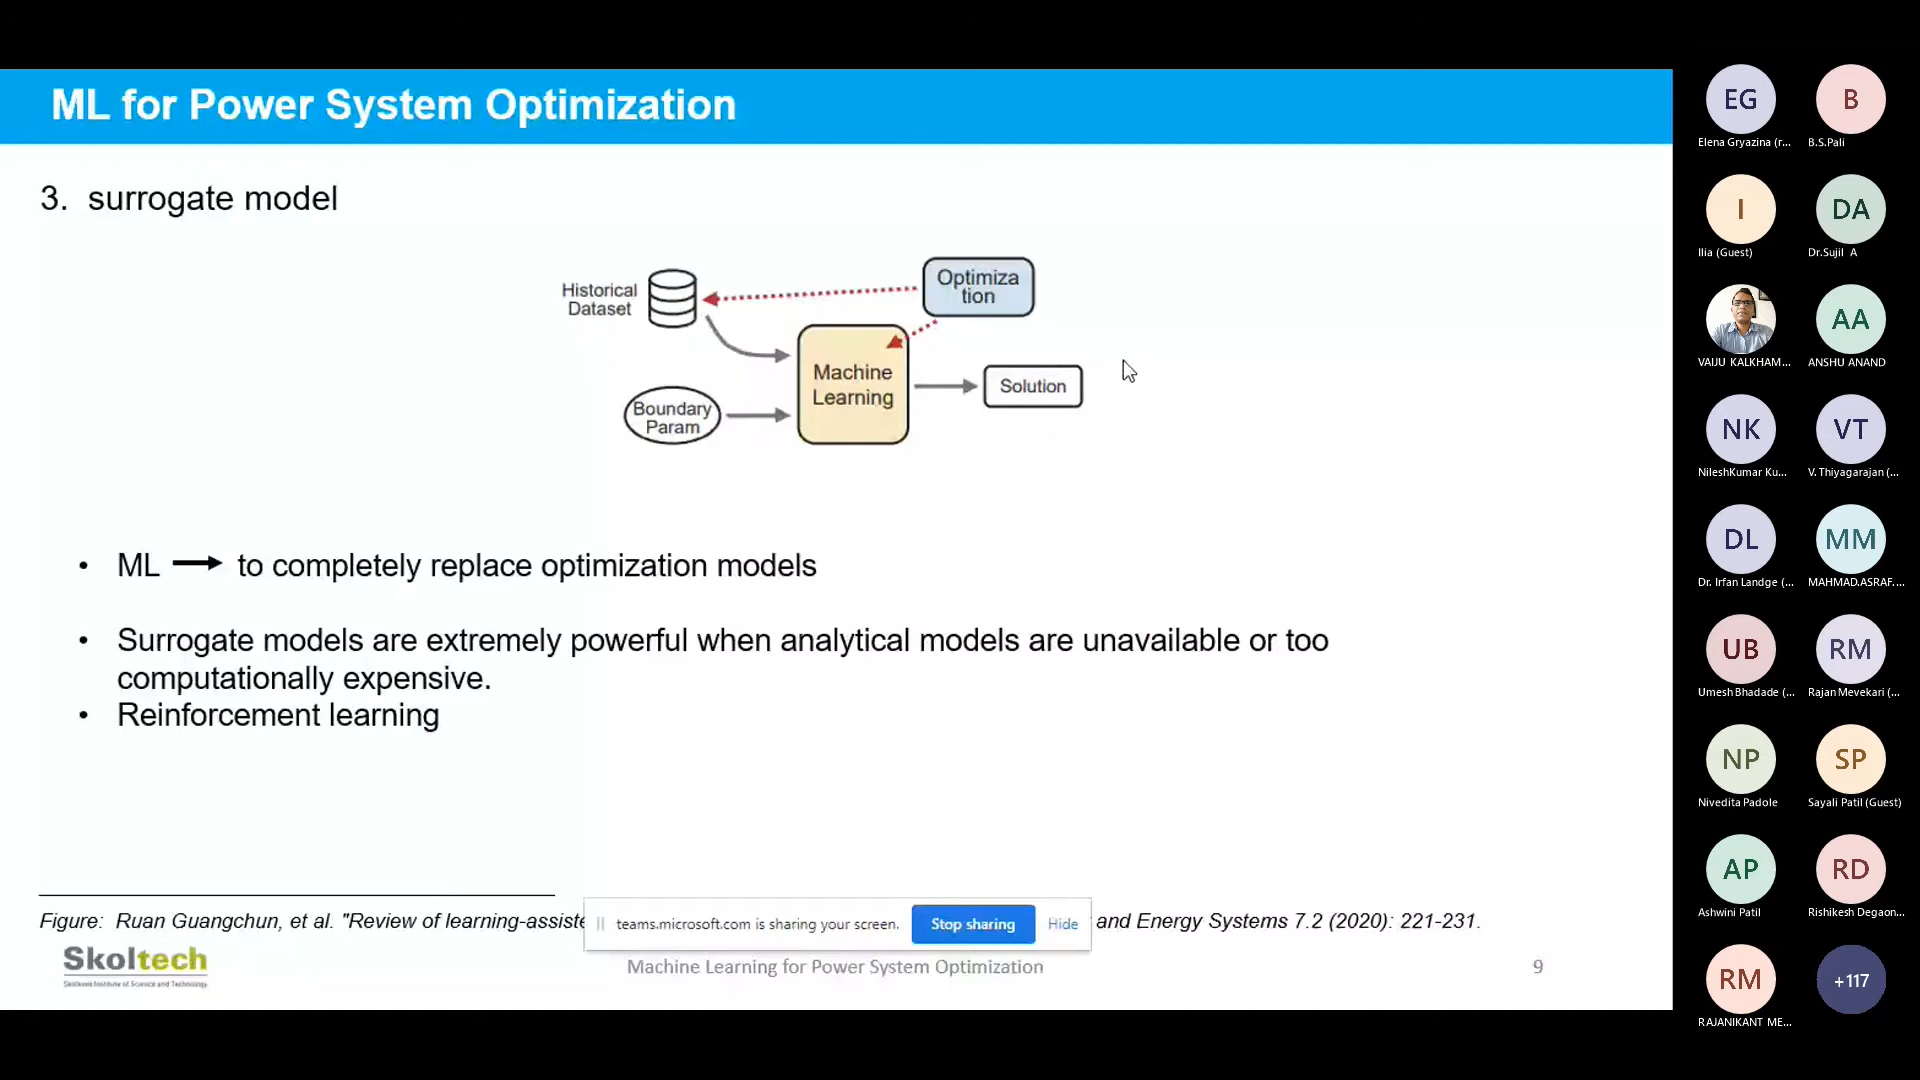 ML for Power System Optimization
3. surrogate model
Historical
Dataset
Optimiza
tion
Machine
Learning
Boundary
Param
Solution
• ML → to completely replace optimization models
• Surrogate models are extremely powerful when analytical models are unavailable or too
computationally expensive.
• Reinforcement learning
Figure: Ruan Guangchun, et al. "Review of learning-assiste
and Energy Systems 7.2 (2020): 221-231.
teams.microsoft.com is sharing your screen. Stop sharing Hide
Skoltech
Skolkovo Institute of Science and Technology
Machine Learning for Power System Optimization
9
EG
Elena Gryazina (r...
B
B.S.Pali
I
Ilia (Guest)
DA
Dr.Sujil A
VAIJU KALKHAM...
AA
ANSHU ANAND
NK
NileshKumar Ku...
VT
V. Thiyagarajan (...
DL
Dr. Irfan Landge (...
MM
MAHMAD.ASRAF....
UB
Umesh Bhadade (...
RM
Rajan Mevekari (...
NP
Nivedita Padole
SP
Sayali Patil (Guest)
AP
Ashwini Patil
RD
Rishikesh Degaon...
RM
RAJANIKANT ME...
+117